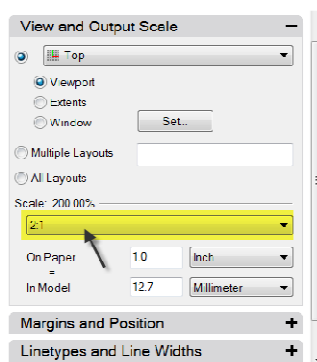 View and Output Scale −
Top
Viewport
Extents
Window Set...
Multiple Layouts
All Layouts
Scale: 200.00%
2:1
On Paper 1.0 Inch
=
In Model 12.7 Millimeter
Margins and Position +
Linetypes and Line Widths +